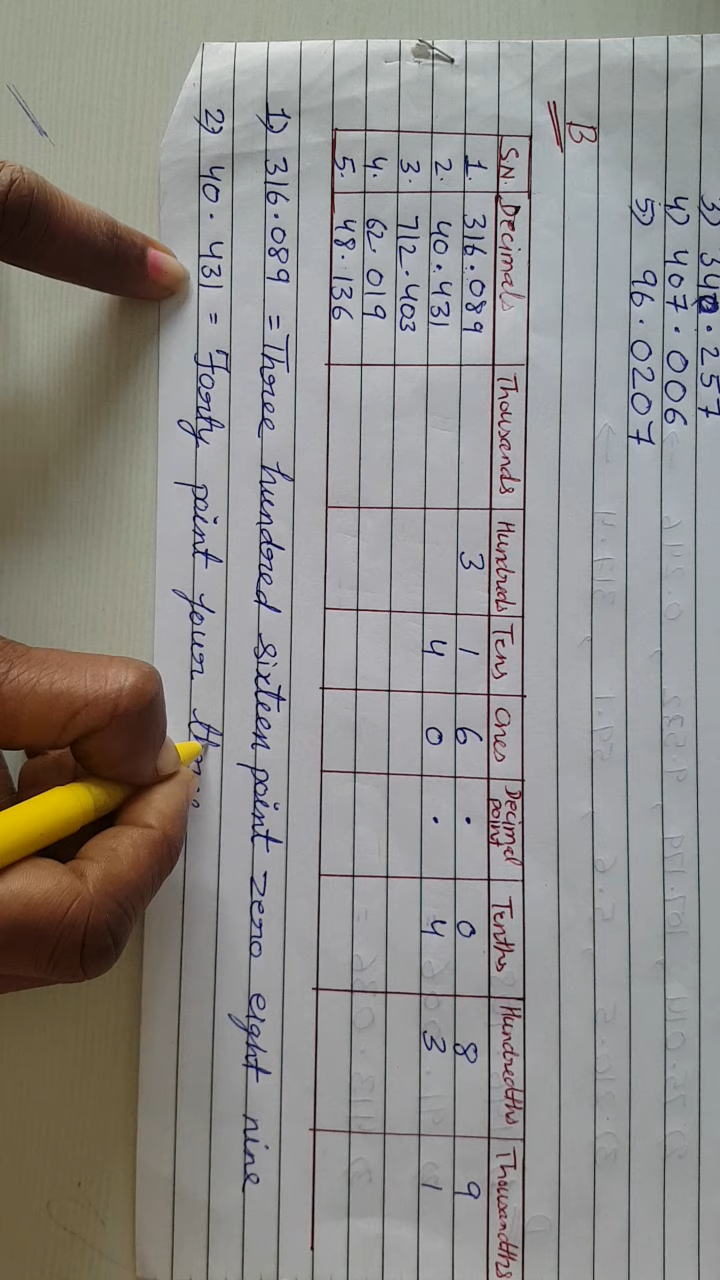 3) 340.257
4) 407.006
5) 96.0207
B
S.N. Decimals Thousands Hundreds Tens Ones Decimal point Tenths Hundredths Thousandths
1. 316.089 3 1 6 . 0 8 9
2. 40.431 4 0 . 4 3 1
3. 712.403
4. 62.019
5. 48.136
1) 316.089 = Three hundred sixteen point zero eight nine
2) 40.431 = Forty point four